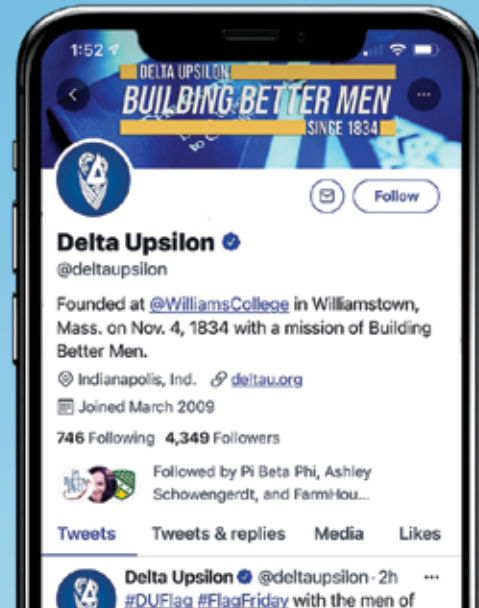 1:52
DELTA UPSILON
BUILDING BETTER MEN
SINCE 1834
Follow
Delta Upsilon
@deltaupsilon
Founded at @WilliamsCollege in Williamstown,
Mass. on Nov. 4, 1834 with a mission of Building
Better Men.
Indianapolis, Ind. deltau.org
Joined March 2009
746 Following 4,349 Followers
Followed by Pi Beta Phi, Ashley
Schowengerdt, and FarmHou...
Tweets Tweets & replies Media Likes
Delta Upsilon @deltaupsilon · 2h
#DUFlag #FlagFriday with the men of